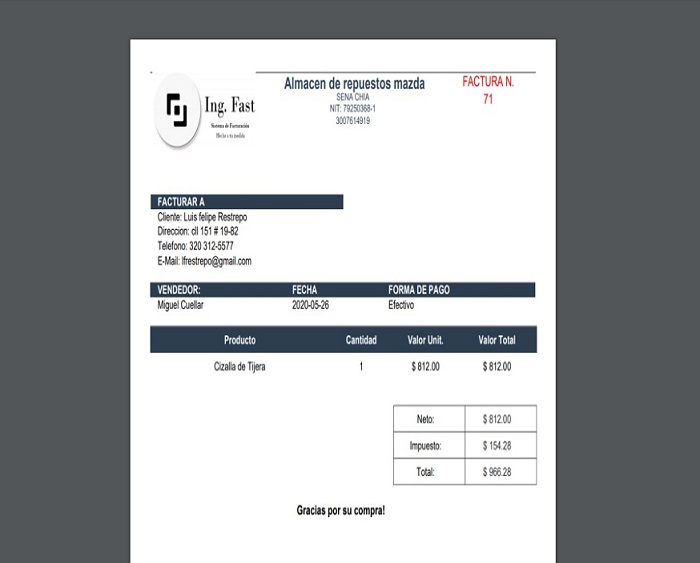 Ing. Fast
Sistema de Facturación
Hecho a tu medida
Almacen de repuestos mazda
SENA CHIA
NIT: 79250368-1
3007614919
FACTURA N.
71
FACTURAR A
Cliente: Luis felipe Restrepo
Direccion: cll 151 # 19-82
Telefono: 320 312-5577
E-Mail: lfrestrepo@gmail.com
VENDEDOR: FECHA FORMA DE PAGO
Miguel Cuellar 2020-05-26 Efectivo
Producto Cantidad Valor Unit. Valor Total
Cizalla de Tijera 1 $ 812.00 $ 812.00
Neto: $ 812.00
Impuesto: $ 154.28
Total: $ 966.28
Gracias por su compra!